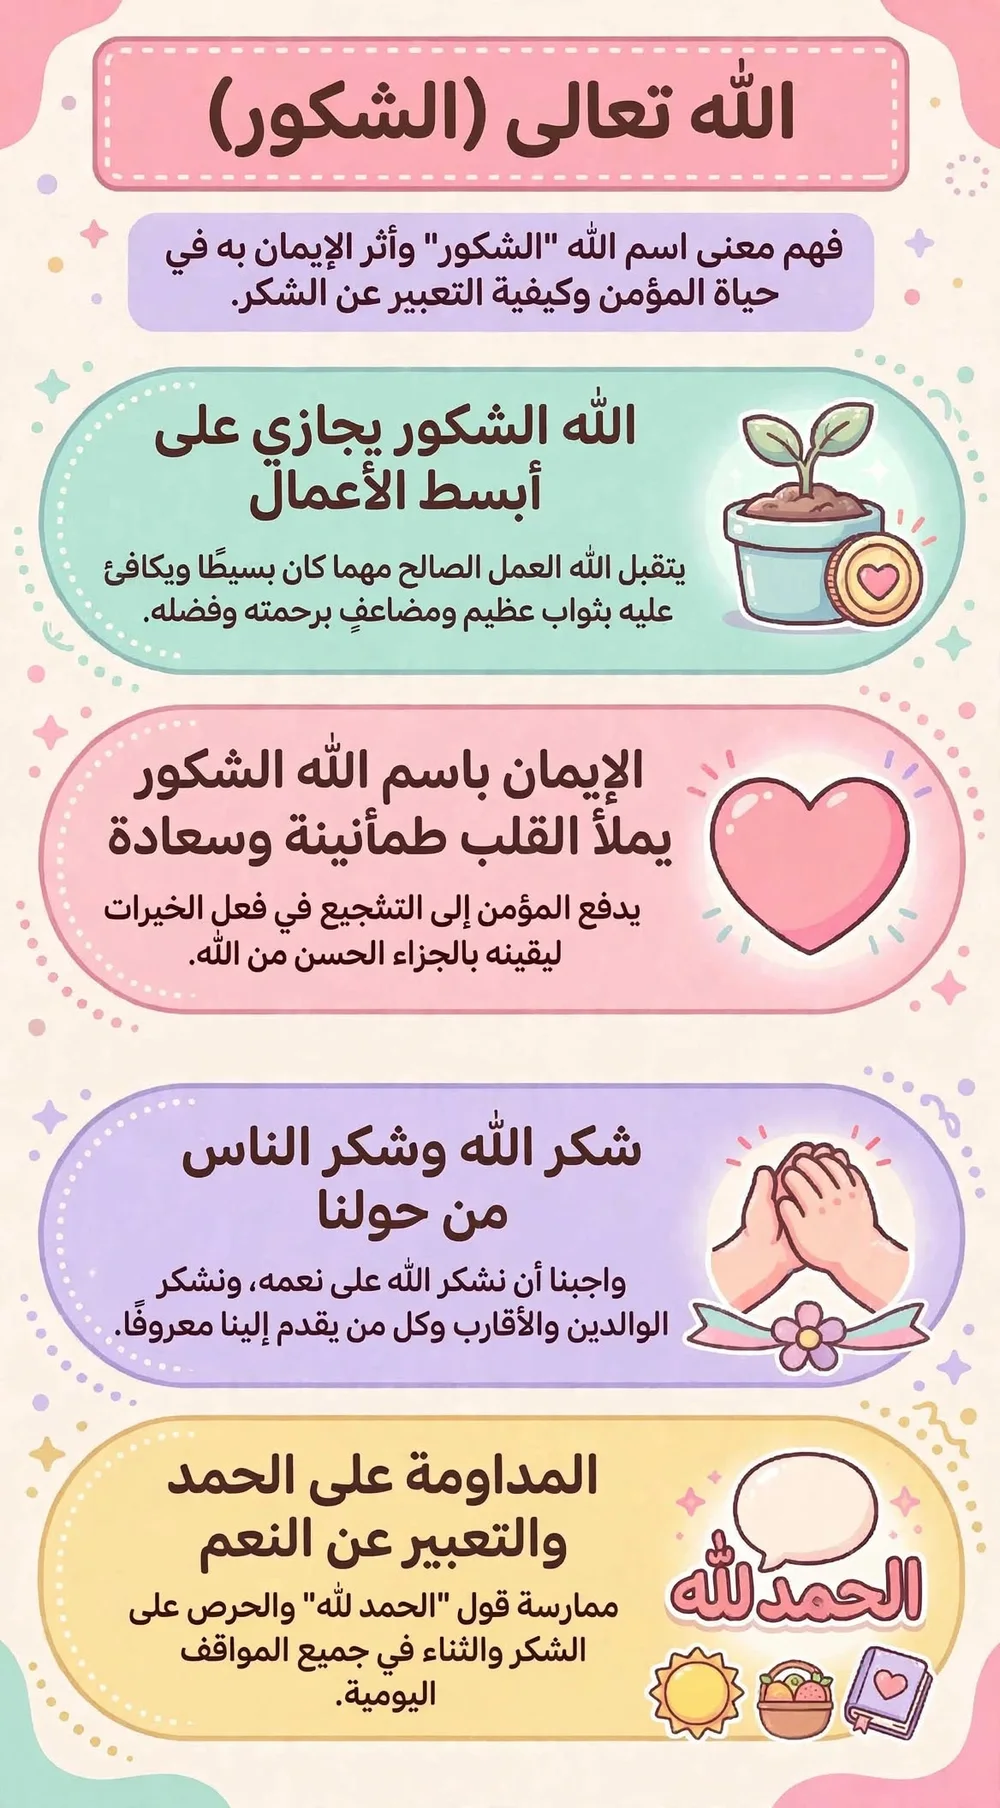 الله تعالى (الشكور)
فهم معنى اسم الله "الشكور" وأثر الإيمان به في
حياة المؤمن وكيفية التعبير عن الشكر.
الله الشكور يجازي على
أبسط الأعمال
يتقبل الله العمل الصالح مهما كان بسيطًا ويكافئ
عليه بثواب عظيم ومضاعفٍ برحمته وفضله.
الإيمان باسم الله الشكور
يملأ القلب طمأنينة وسعادة
يدفع المؤمن إلى التشجيع في فعل الخيرات
ليقينه بالجزاء الحسن من الله.
شكر الله وشكر الناس
من حولنا
واجبنا أن نشكر الله على نعمه، ونشكر
الوالدين والأقارب وكل من يقدم إلينا معروفًا.
المداومة على الحمد
والتعبير عن النعم
ممارسة قول "الحمد لله" والحرص على
الشكر والثناء في جميع المواقف
اليومية.
الحمد لله